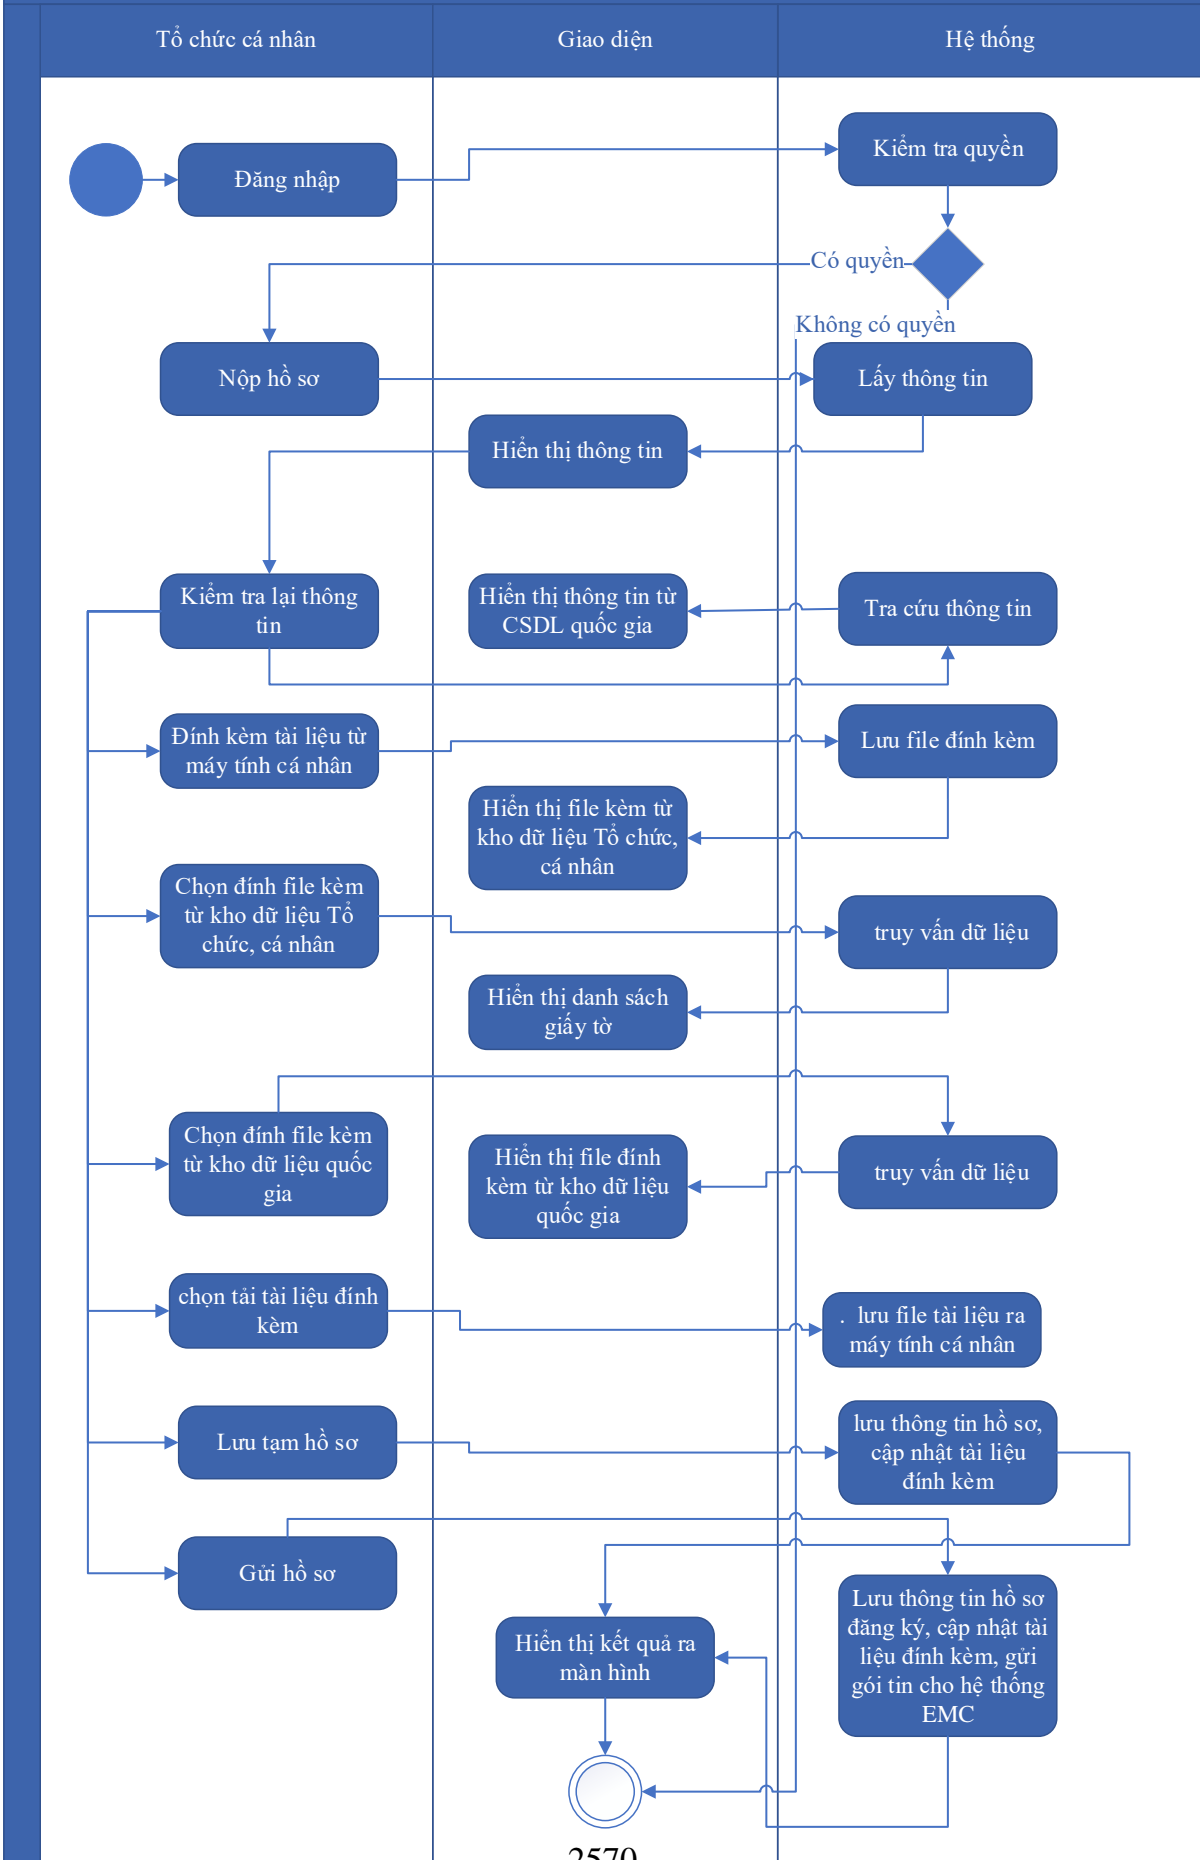 Tổ chức cá nhân
Giao diện
Hệ thống
Kiểm tra quyền
Đăng nhập
Có quyền
Không có quyền
Nộp hồ sơ
Lấy thông tin
Hiển thị thông tin
Kiểm tra lại thông
tin
Hiển thị thông tin từ
CSDL quốc gia
Tra cứu thông tin
Đính kèm tài liệu từ
máy tính cá nhân
Lưu file đính kèm
Hiển thị file kèm từ
kho dữ liệu Tổ chức,
cá nhân
Chọn đính file kèm
từ kho dữ liệu Tổ
chức, cá nhân
truy vấn dữ liệu
Hiển thị danh sách
giấy tờ
Chọn đính file kèm
từ kho dữ liệu quốc
gia
Hiển thị file đính
kèm từ kho dữ liệu
quốc gia
truy vấn dữ liệu
chọn tải tài liệu đính
kèm
. lưu file tài liệu ra
máy tính cá nhân
Lưu tạm hồ sơ
lưu thông tin hồ sơ,
cập nhật tài liệu
đính kèm
Gửi hồ sơ
Lưu thông tin hồ sơ
đăng ký, cập nhật tài
liệu đính kèm, gửi
gói tin cho hệ thống
EMC
Hiển thị kết quả ra
màn hình
2570